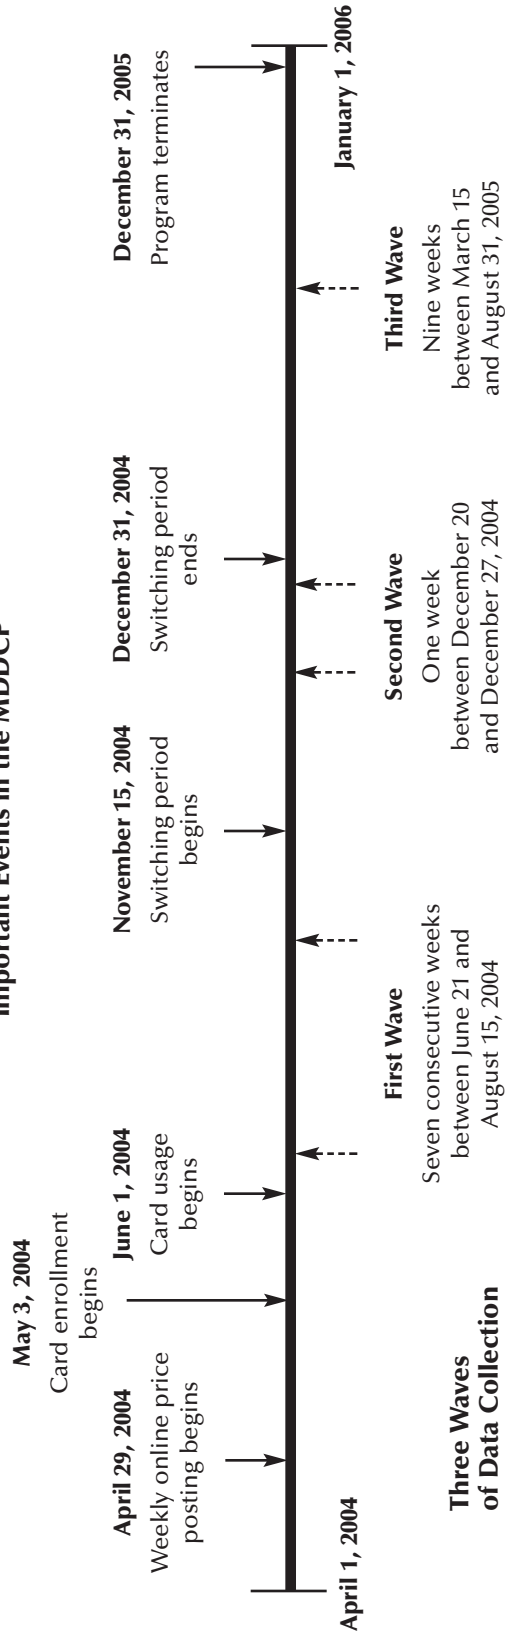 Important Events in the MDDCP
May 3, 2004
Card enrollment
begins
April 29, 2004
Weekly online price
posting begins
June 1, 2004
Card usage
begins
November 15, 2004
Switching period
begins
December 31, 2004
Switching period
ends
December 31, 2005
Program terminates
April 1, 2004
January 1, 2006
Three Waves
of Data Collection
First Wave
Seven consecutive weeks
between June 21 and
August 15, 2004
Second Wave
One week
between December 20
and December 27, 2004
Third Wave
Nine weeks
between March 15
and August 31, 2005